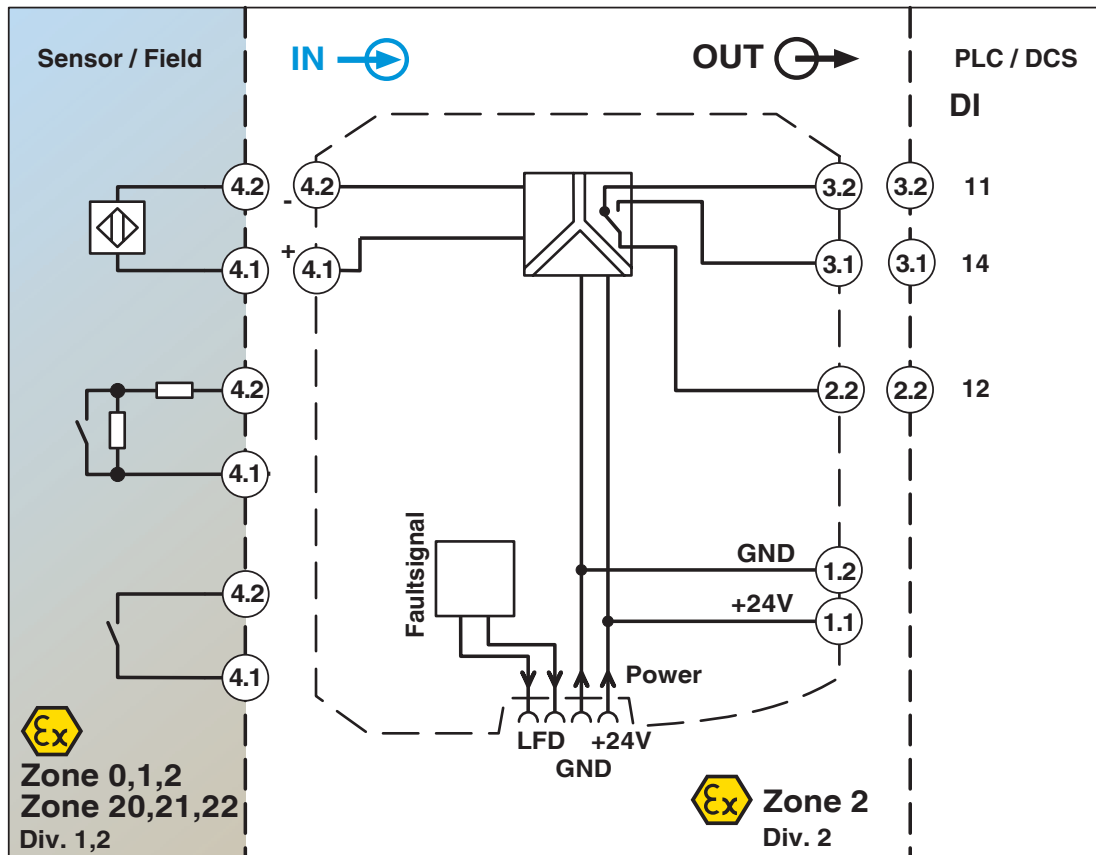 Sensor / Field
IN
OUT
PLC / DCS
DI
4.2
4.2
3.2
3.2
11
-
+
4.1
4.1
3.1
3.1
14
4.2
2.2
2.2
12
4.1
Faultsignal
GND
1.2
4.2
+24V
1.1
4.1
Power
LFD
+24V
GND
Ex
Zone 0,1,2
Zone 20,21,22
Div. 1,2
Ex
Zone 2
Div. 2